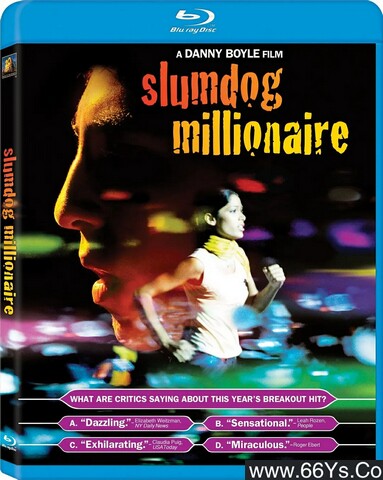 Blu-ray Disc
A DANNY BOYLE FILM
slumdog
millionaire
slumdog millionaire
WHAT ARE CRITICS SAYING ABOUT THIS YEAR'S BREAKOUT HIT?
A. "Dazzling." Elizabeth Weitzman, NY Daily News
B. "Sensational." Leah Rozen, People
C. "Exhilarating." Claudia Puig, USA Today
D. "Miraculous." –Roger Ebert
www.66Ys.Co